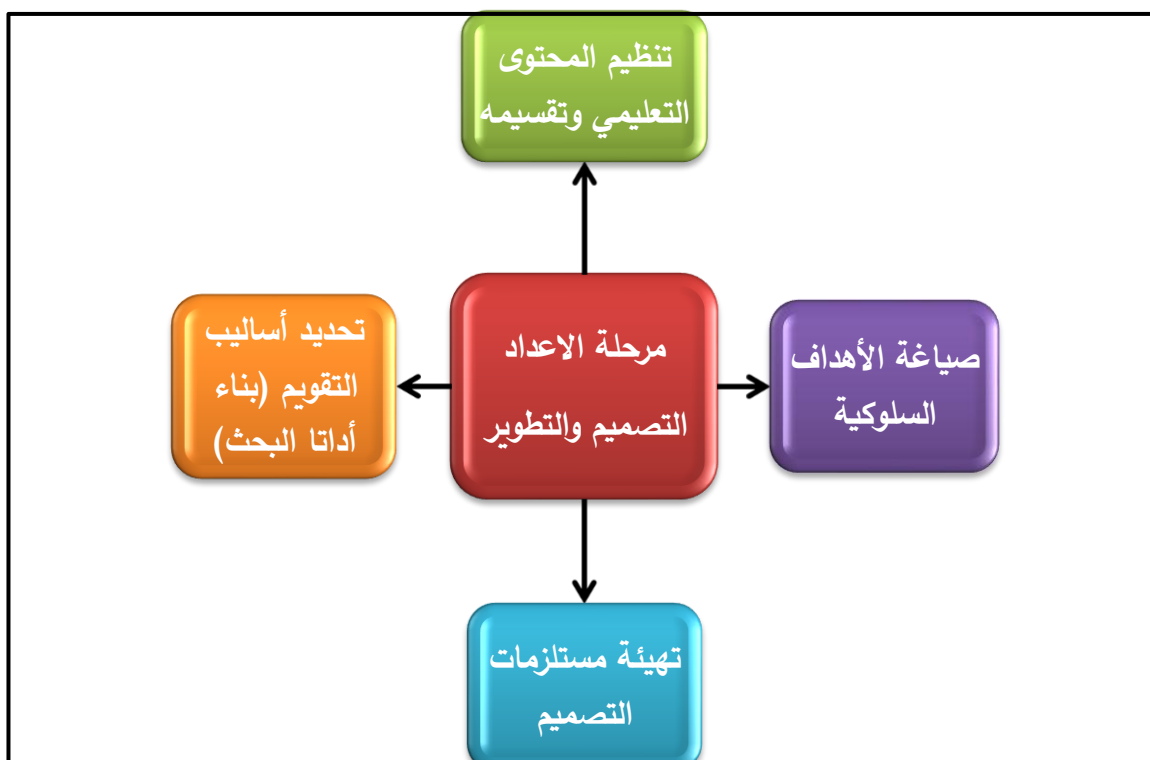 تنظيم المحتوى
التعليمي وتقسيمه
صياغة الأهداف
السلوكية
مرحلة الاعداد
التصميم والتطوير
تحديد أساليب
التقويم (بناء
أداتا البحث)
تهيئة مستلزمات
التصميم